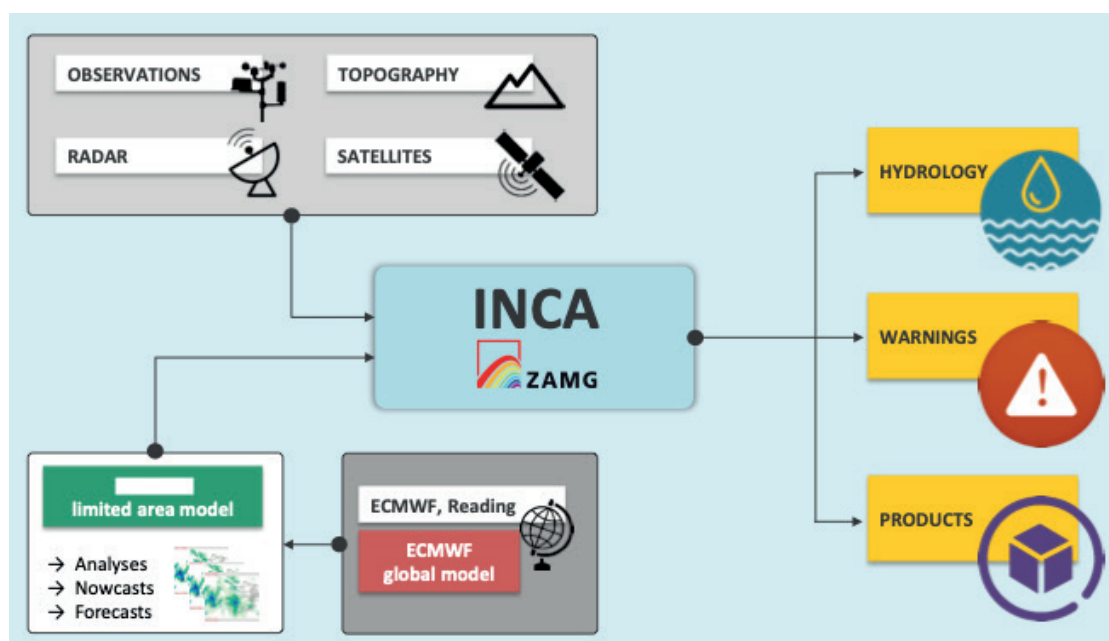 OBSERVATIONS
TOPOGRAPHY
RADAR
SATELLITES
INCA
ZAMG
HYDROLOGY
WARNINGS
PRODUCTS
limited area model
→ Analyses
→ Nowcasts
→ Forecasts
ECMWF, Reading
ECMWF
global model